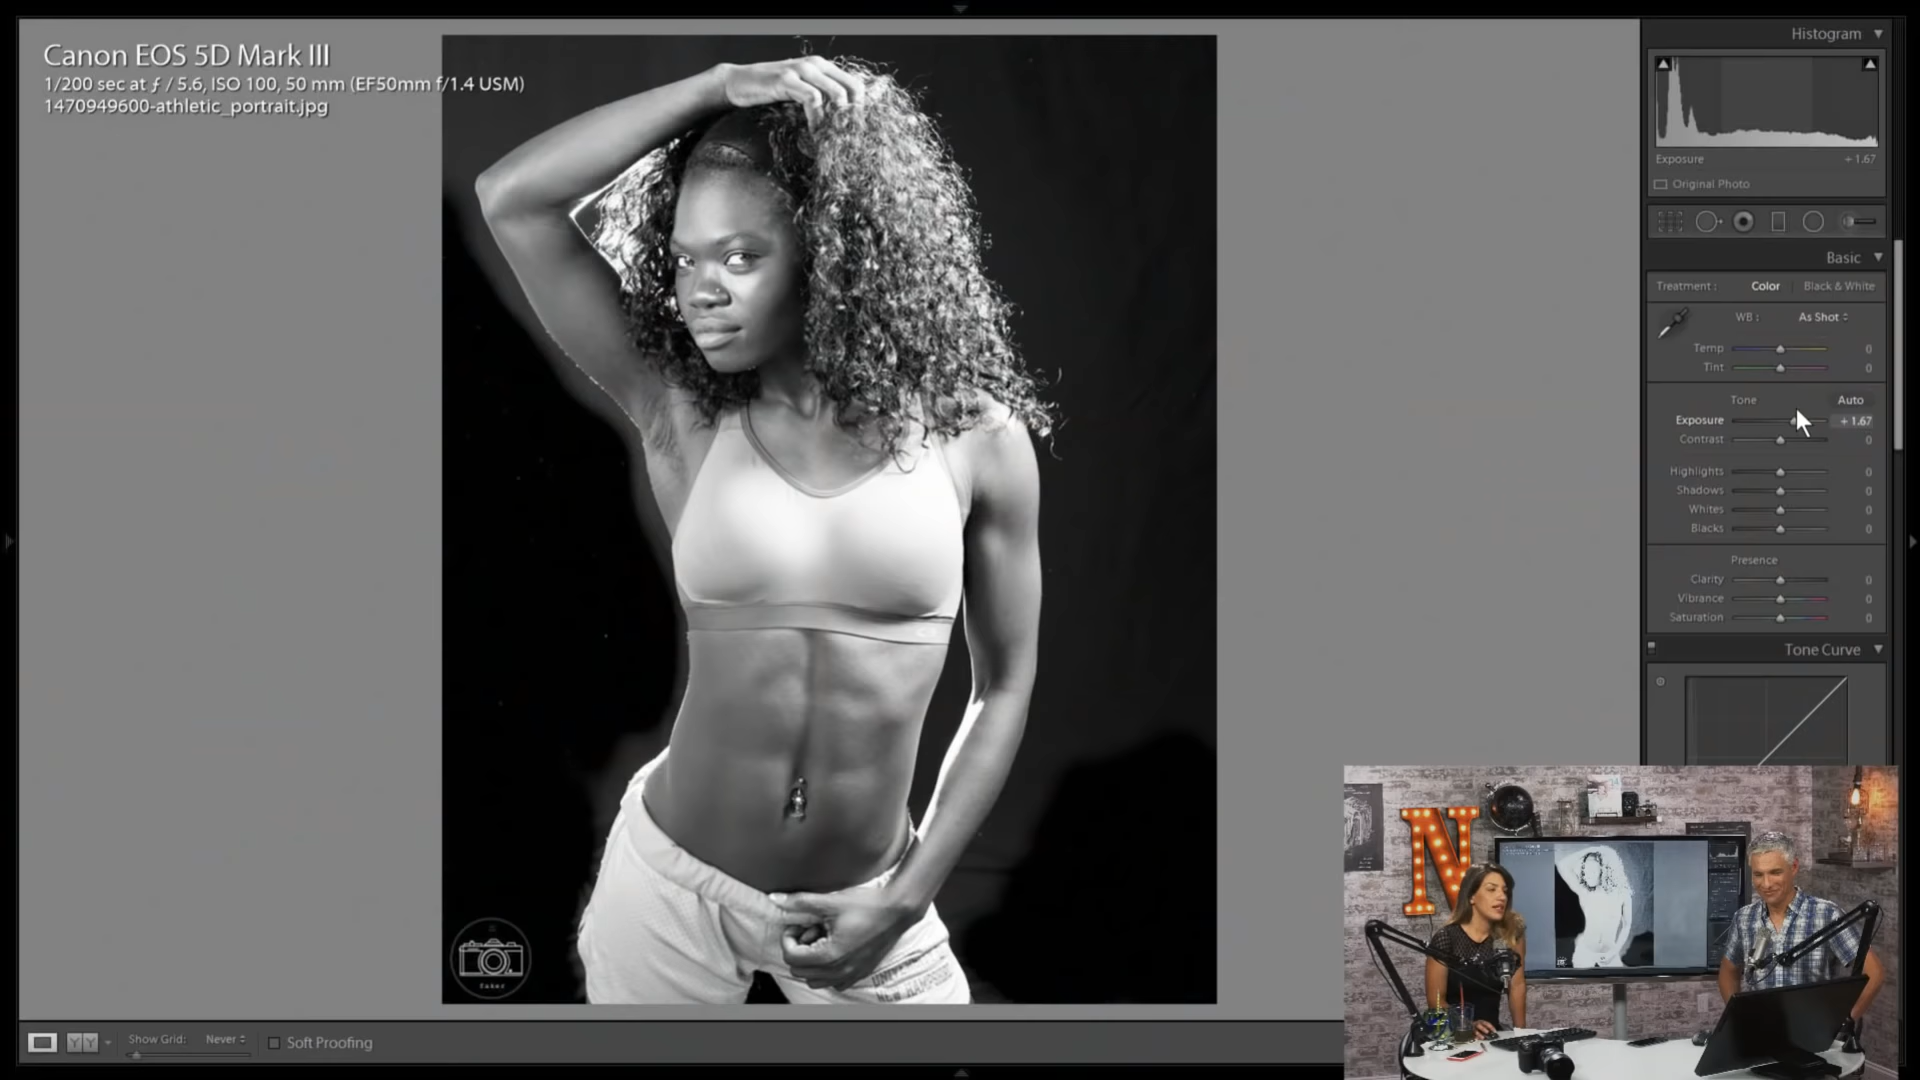 Canon EOS 5D Mark III
1/200 sec at ƒ / 5.6, ISO 100, 50 mm (EF50mm f/1.4 USM)
1470949600-athletic_portrait.jpg
Histogram
Exposure + 1.67
Original Photo
Basic
Treatment : Color Black & White
WB : As Shot
Temp 0
Tint 0
Tone Auto
Exposure + 1.67
Contrast 0
Highlights 0
Shadows 0
Whites 0
Blacks 0
Presence
Clarity 0
Vibrance 0
Saturation 0
Tone Curve
N
NEW HAMPSHIRE
Show Grid: Never
Soft Proofing